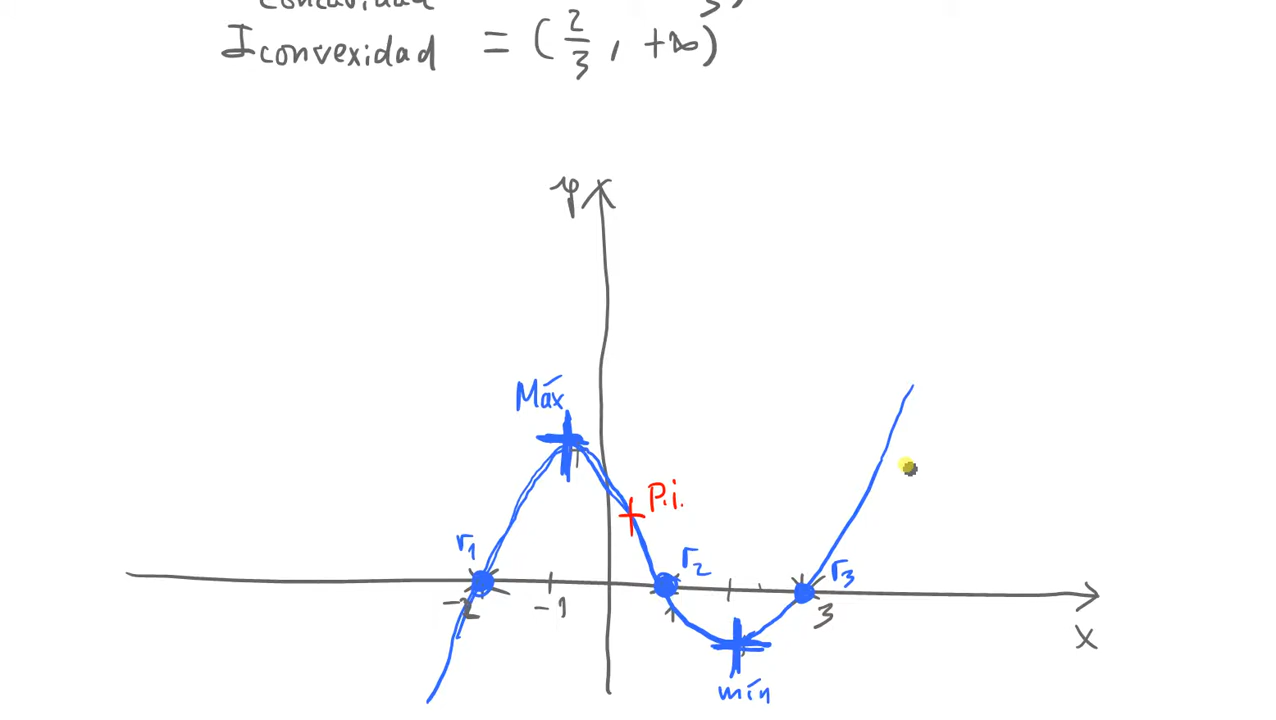 Iconvexidad = (2/3, +∞)
y
Máx
P.i.
r1
r2
r3
-2
-1
1
3
x
mín